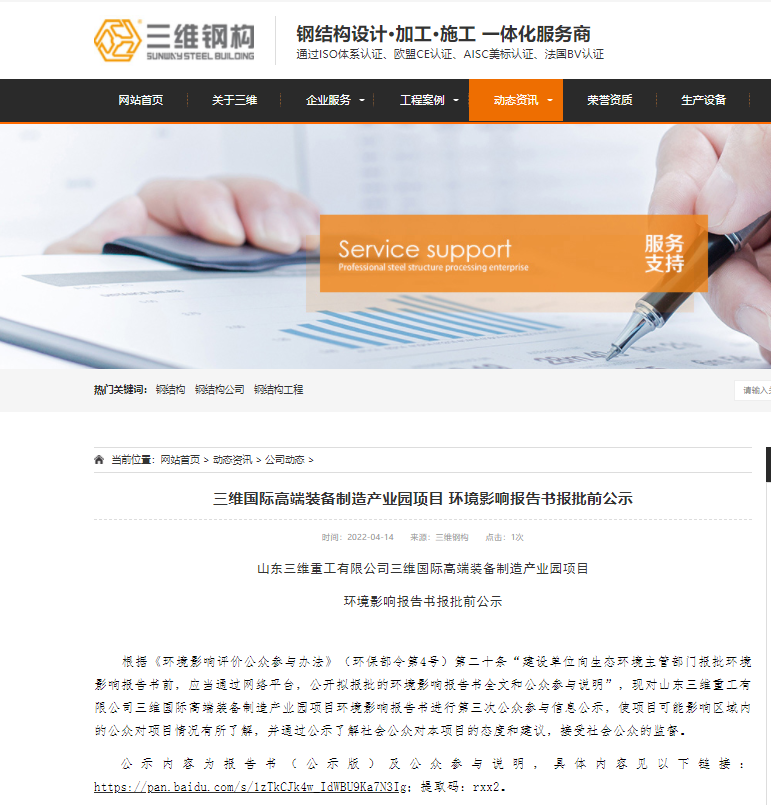 三维钢构
SUNWAY STEEL BUILDING
钢结构设计·加工·施工 一体化服务商
通过ISO体系认证、欧盟CE认证、AISC美标认证、法国BV认证
网站首页 关于三维 企业服务 工程案例 动态资讯 荣誉资质 生产设备
Service support
Professional steel structure processing enterprise
服务
支持
热门关键词： 钢结构 钢结构公司 钢结构工程
请输入
当前位置：网站首页 > 动态资讯 > 公司动态 >
三维国际高端装备制造产业园项目 环境影响报告书报批前公示
时间：2022-04-14 来源：三维钢构 点击：1次
山东三维重工有限公司三维国际高端装备制造产业园项目
环境影响报告书报批前公示
根据《环境影响评价公众参与办法》（环保部令第4号）第二十条“建设单位向生态环境主管部门报批环境
影响报告书前，应当通过网络平台，公开拟报批的环境影响报告书全文和公众参与说明”，现对山东三维重工有
限公司三维国际高端装备制造产业园项目环境影响报告书进行第三次公众参与信息公示，使项目可能影响区域内
的公众对项目情况有所了解，并通过公示了解社会公众对本项目的态度和建议，接受社会公众的监督。
公示内容为报告书（公示版）及公众参与说明，具体内容见以下链接：
https://pan.baidu.com/s/1zTkCJk4w_IdWBU9Ka7N3Ig；提取码：rxx2。